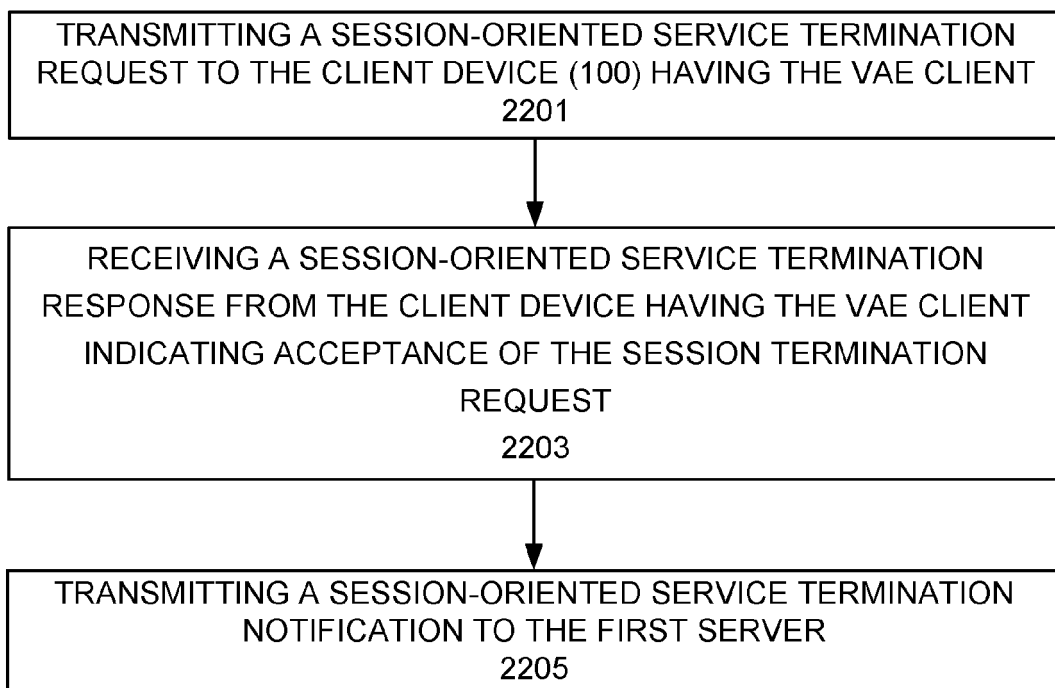 TRANSMITTING A SESSION-ORIENTED SERVICE TERMINATION
REQUEST TO THE CLIENT DEVICE (100) HAVING THE VAE CLIENT
2201
RECEIVING A SESSION-ORIENTED SERVICE TERMINATION
RESPONSE FROM THE CLIENT DEVICE HAVING THE VAE CLIENT
INDICATING ACCEPTANCE OF THE SESSION TERMINATION
REQUEST
2203
TRANSMITTING A SESSION-ORIENTED SERVICE TERMINATION
NOTIFICATION TO THE FIRST SERVER
2205